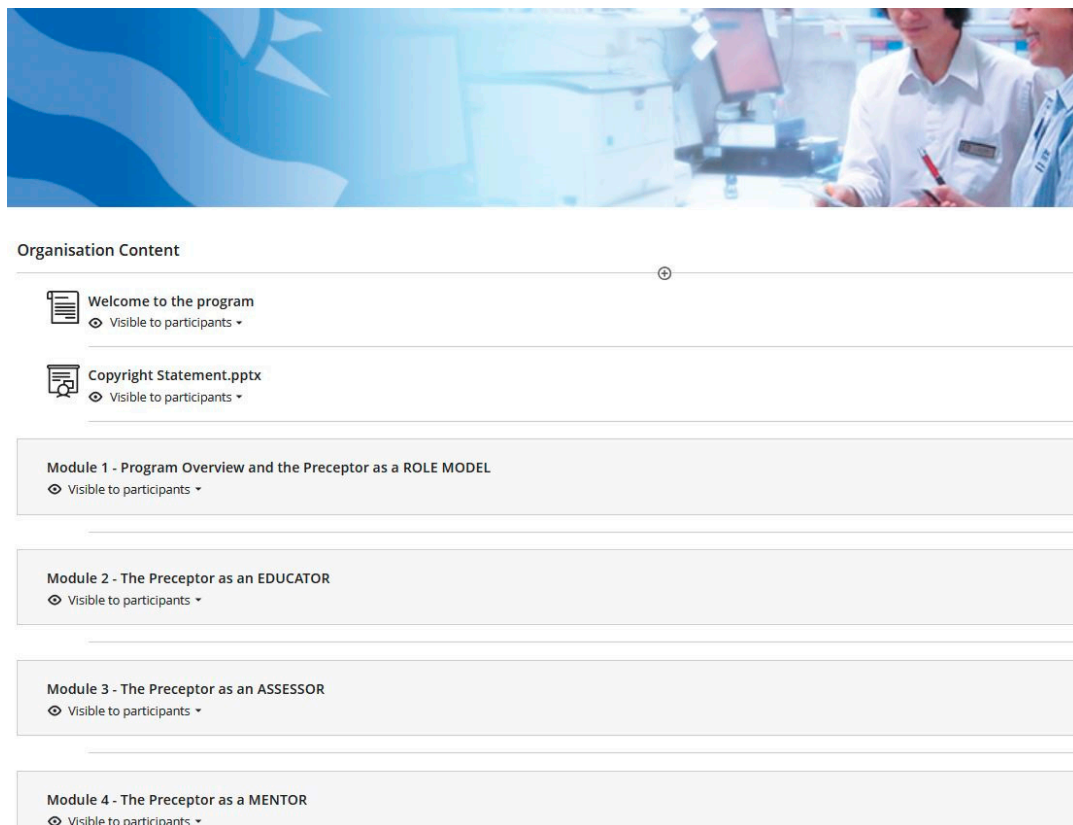 Organisation Content
Welcome to the program
Visible to participants
Copyright Statement.pptx
Visible to participants
Module 1 - Program Overview and the Preceptor as a ROLE MODEL
Visible to participants
Module 2 - The Preceptor as an EDUCATOR
Visible to participants
Module 3 - The Preceptor as an ASSESSOR
Visible to participants
Module 4 - The Preceptor as a MENTOR
Visible to participants